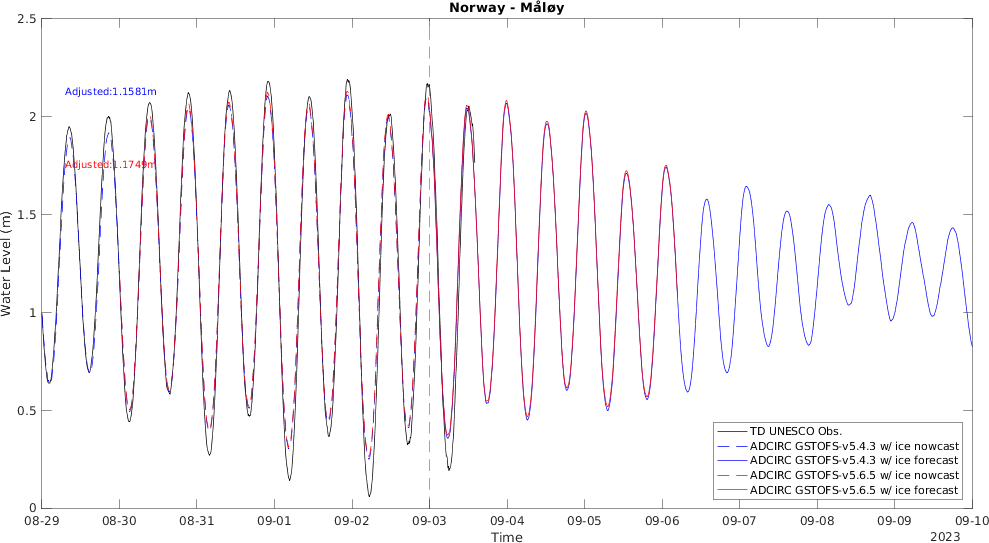 Norway - Måløy
2.5
2
1.5
1
0.5
0
Water Level (m)
Adjusted:1.1581m
Adjusted:1.1749m
TD UNESCO Obs.
ADCIRC GSTOFS-v5.4.3 w/ ice nowcast
ADCIRC GSTOFS-v5.4.3 w/ ice forecast
ADCIRC GSTOFS-v5.6.5 w/ ice nowcast
ADCIRC GSTOFS-v5.6.5 w/ ice forecast
08-29 08-30 08-31 09-01 09-02 09-03 09-04 09-05 09-06 09-07 09-08 09-09 09-10
Time
2023